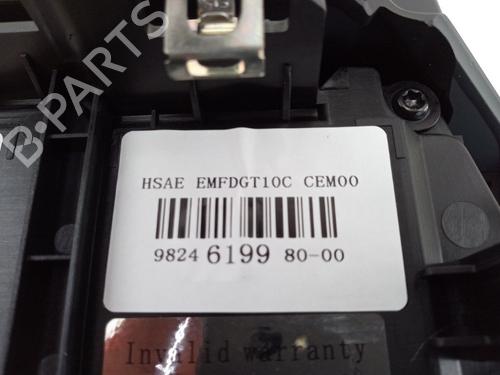 B-PARTS
HSAE EMFDGT10C CEM00
9824 6199 80-00
Invalid warranty